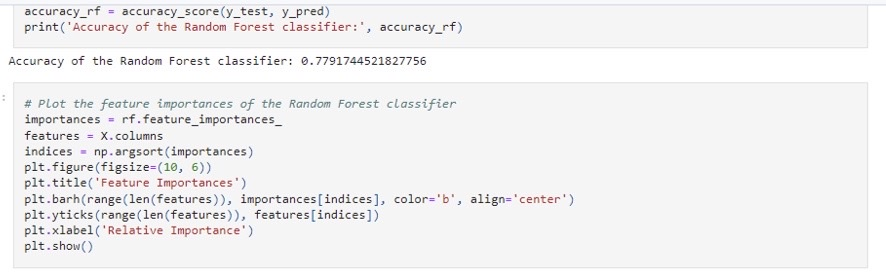 accuracy_rf = accuracy_score(y_test, y_pred)
print('Accuracy of the Random Forest classifier:', accuracy_rf)
Accuracy of the Random Forest classifier: 0.7791744521827756
:
# Plot the feature importances of the Random Forest classifier
importances = rf.feature_importances_
features = X.columns
indices = np.argsort(importances)
plt.figure(figsize=(10, 6))
plt.title('Feature Importances')
plt.barh(range(len(features)), importances[indices], color='b', align='center')
plt.yticks(range(len(features)), features[indices])
plt.xlabel('Relative Importance')
plt.show()